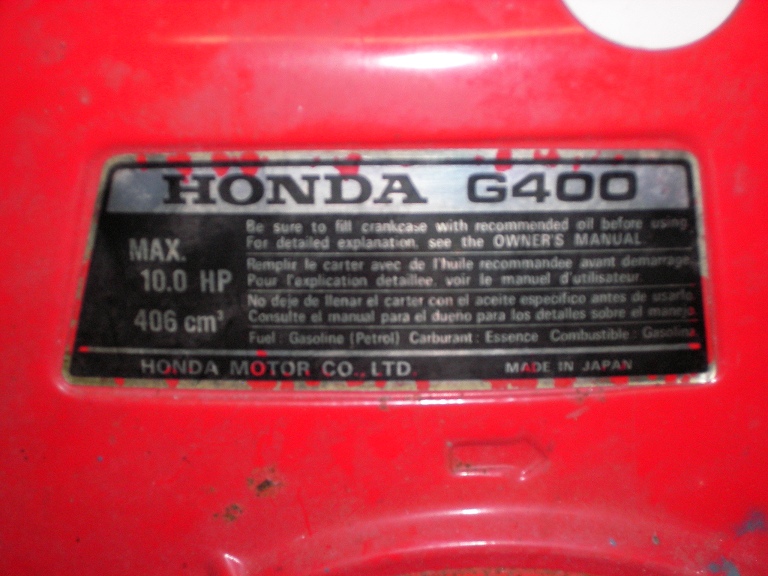 HONDA G400
MAX.
10.0 HP
406 cm³
Be sure to fill crankcase with recommended oil before using.
For detailed explanation, see the OWNER'S MANUAL.
Remplir le carter avec de l'huile recommandee avant demarrage.
Pour l'explication detaillee, voir le manuel d'utilisateur.
No deje de llenar el carter con el aceite especifico antes de usarlo.
Consulte el manual para el dueno para los detalles sobre el manejo.
Fuel : Gasoline (Petrol) Carburant : Essence Combustible : Gasolina
HONDA MOTOR CO., LTD. MADE IN JAPAN